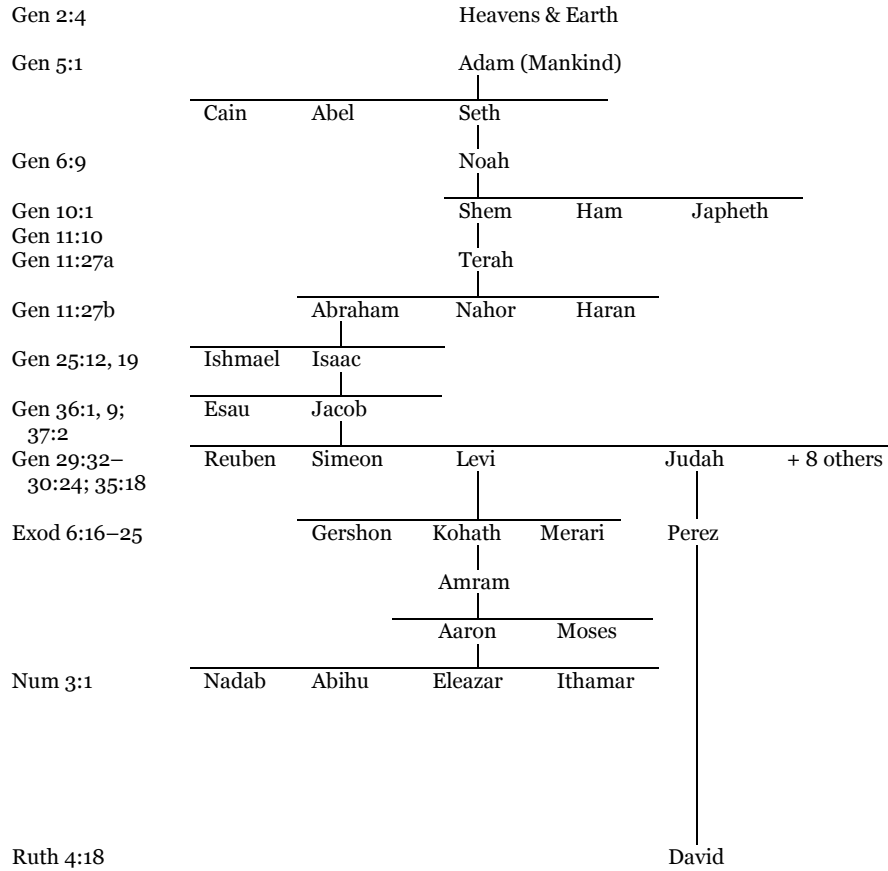 Gen 2:4 Heavens & Earth
Gen 5:1 Adam (Mankind)
Cain Abel Seth
Gen 6:9 Noah
Gen 10:1 Shem Ham Japheth
Gen 11:10
Gen 11:27a Terah
Gen 11:27b Abraham Nahor Haran
Gen 25:12, 19 Ishmael Isaac
Gen 36:1, 9; Esau Jacob
37:2
Gen 29:32– Reuben Simeon Levi Judah + 8 others
30:24; 35:18
Exod 6:16–25 Gershon Kohath Merari Perez
Amram
Aaron Moses
Num 3:1 Nadab Abihu Eleazar Ithamar
Ruth 4:18 David